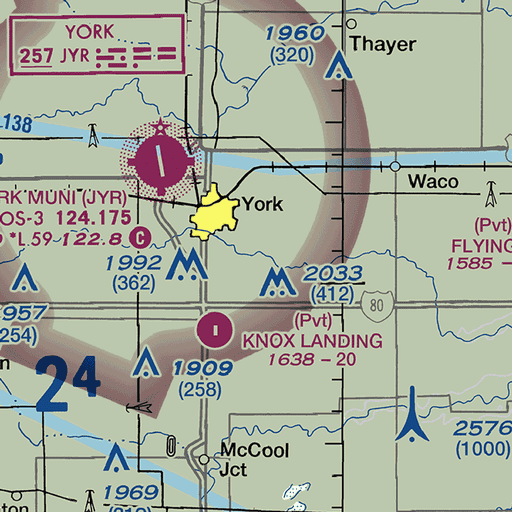 YORK
257 JYR
1960
(320)
Thayer
L138
Waco
RK MUNI (JYR)
OS-3 124.175
*L 59 122.8 C
York
(Pvt)
FLYING
1585 –
1992
(362)
2033
(412)
80
1957
(254)
(Pvt)
KNOX LANDING
1638 – 20
24
1909
(258)
2576
(1000)
McCool
Jct
1969